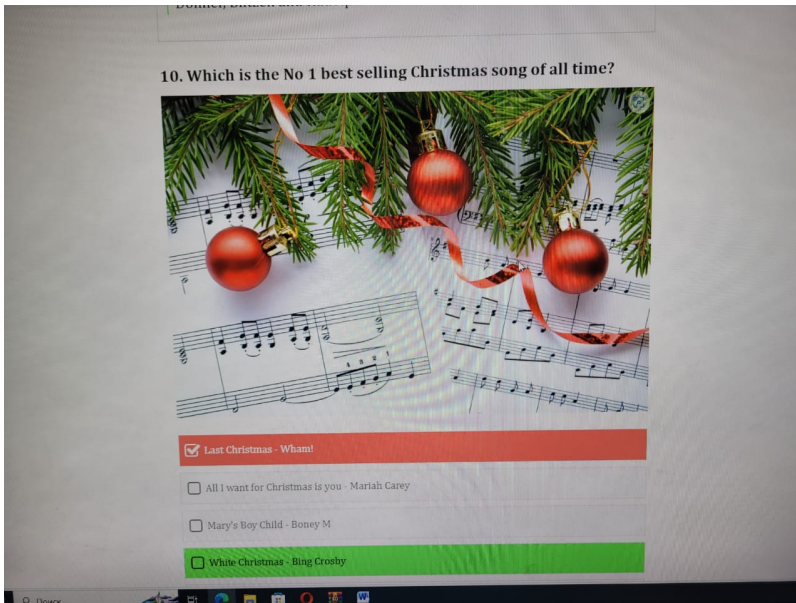 10. Which is the No 1 best selling Christmas song of all time?
Last Christmas - Wham!
All I want for Christmas is you - Mariah Carey
Mary's Boy Child - Boney M
White Christmas - Bing Crosby
Поиск